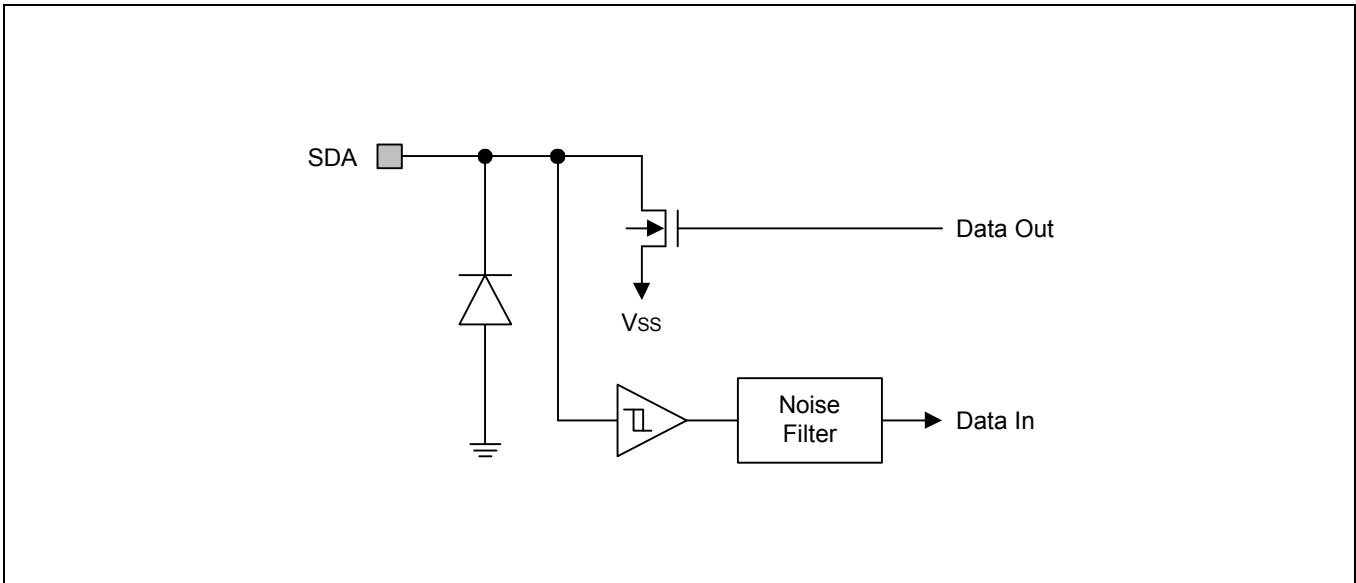 SDA
Data Out
VSS
Noise
Filter
Data In